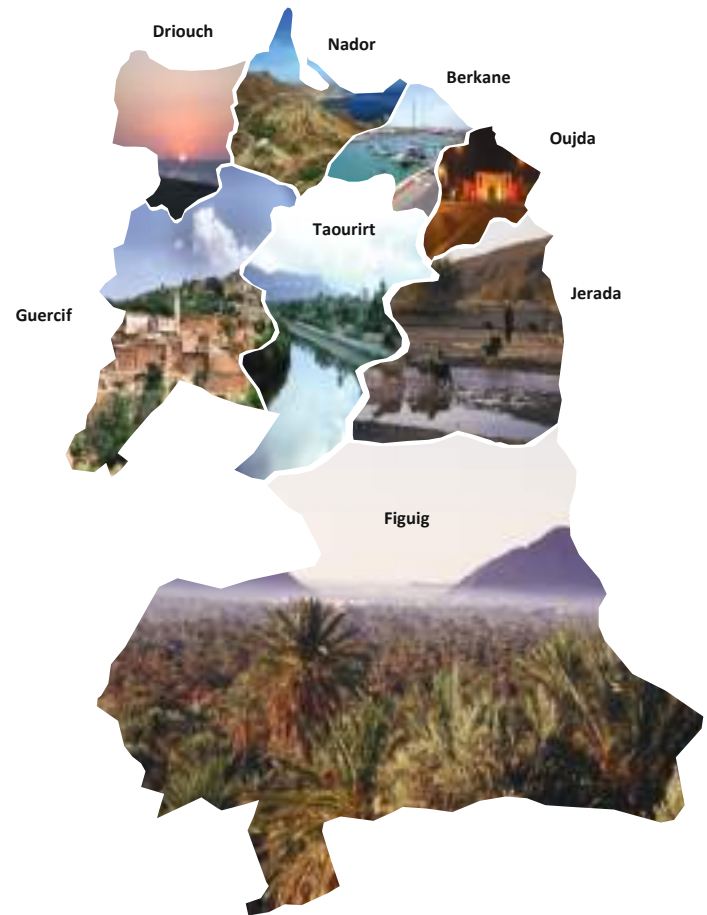 Driouch
Nador
Berkane
Oujda
Taourirt
Jerada
Guercif
Figuig